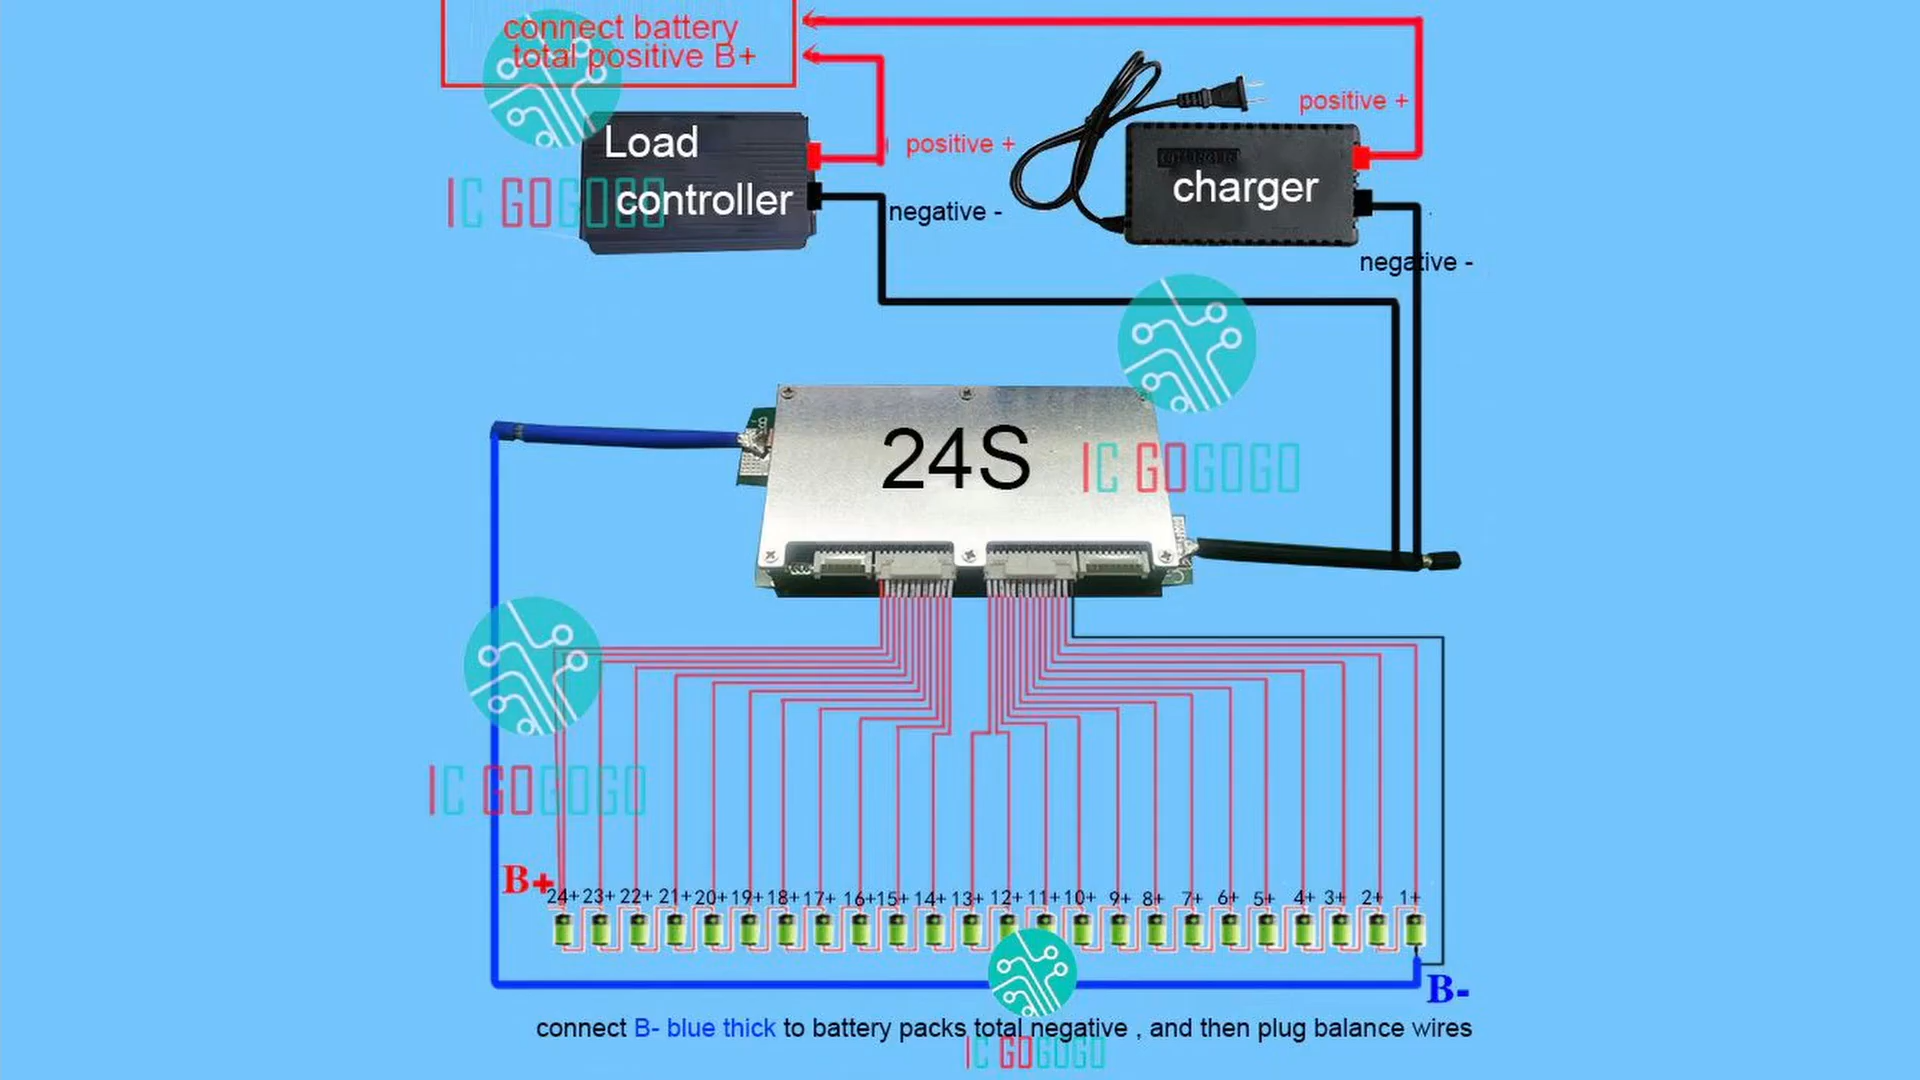 connect battery
total positive B+
Load
controller
positive +
negative -
positive +
charger
negative -
IC GOGOGO
24S
IC GOGOGO
IC GOGOGO
B+
24+ 23+ 22+ 21+ 20+ 19+ 18+ 17+ 16+ 15+ 14+ 13+ 12+ 11+ 10+ 9+ 8+ 7+ 6+ 5+ 4+ 3+ 2+ 1+
B-
connect B- blue thick to battery packs total negative , and then plug balance wires
IC GOGOGO